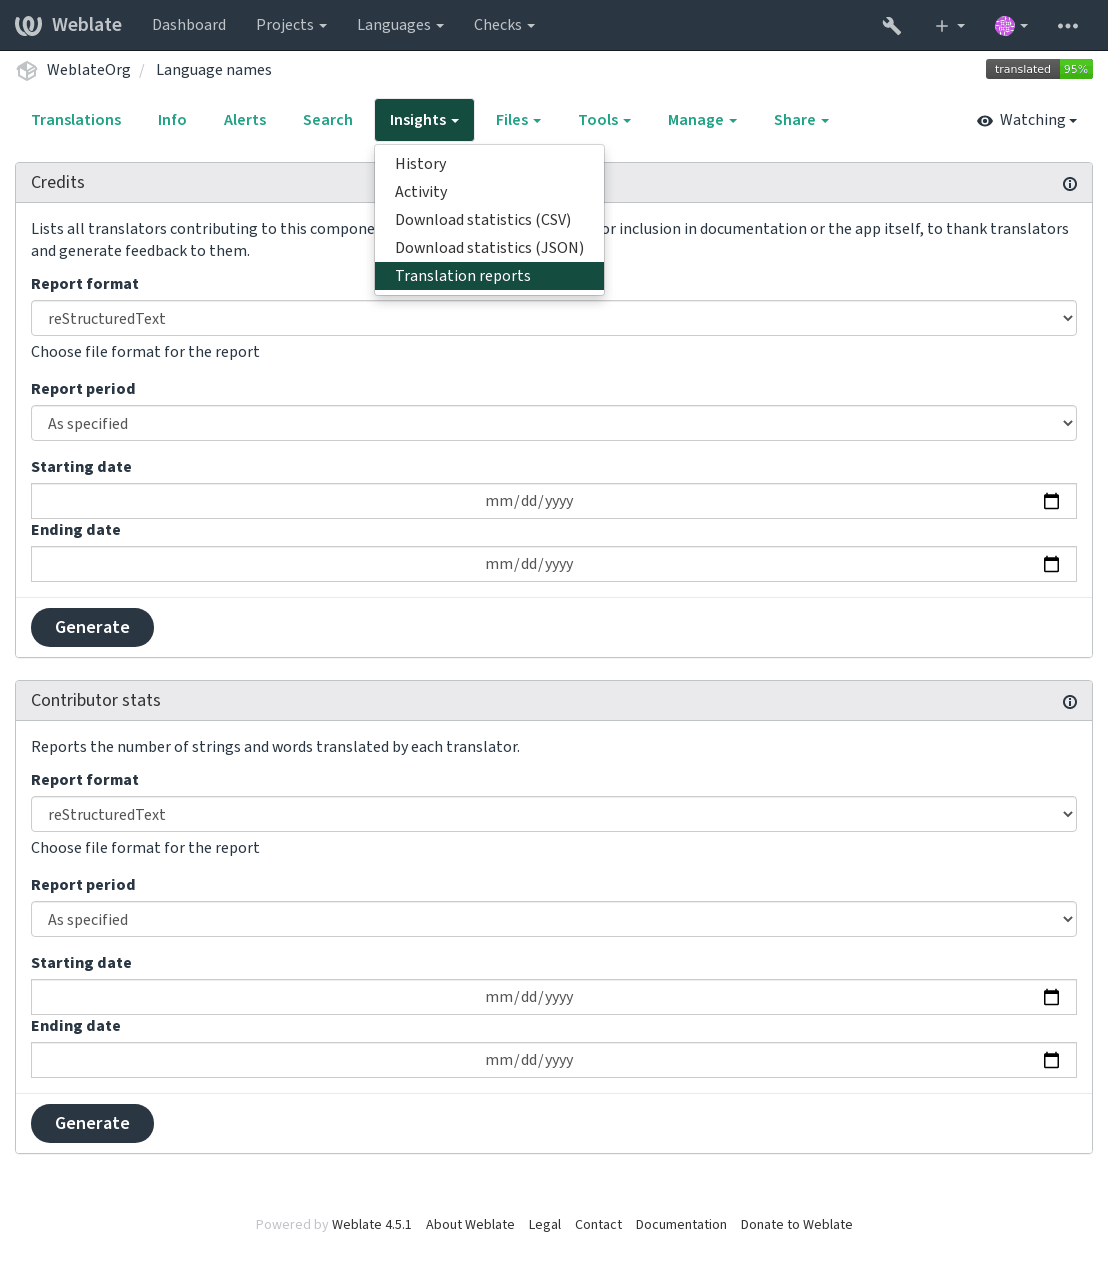 Weblate Dashboard Projects Languages Checks
WeblateOrg / Language names translated 95%
Translations Info Alerts Search Insights Files Tools Manage Share Watching
History
Activity
Download statistics (CSV)
Download statistics (JSON)
Translation reports
Credits
Lists all translators contributing to this compone or inclusion in documentation or the app itself, to thank translators
and generate feedback to them.
Report format
reStructuredText
Choose file format for the report
Report period
As specified
Starting date
mm/dd/yyyy
Ending date
mm/dd/yyyy
Generate
Contributor stats
Reports the number of strings and words translated by each translator.
Report format
reStructuredText
Choose file format for the report
Report period
As specified
Starting date
mm/dd/yyyy
Ending date
mm/dd/yyyy
Generate
Powered by Weblate 4.5.1 About Weblate Legal Contact Documentation Donate to Weblate